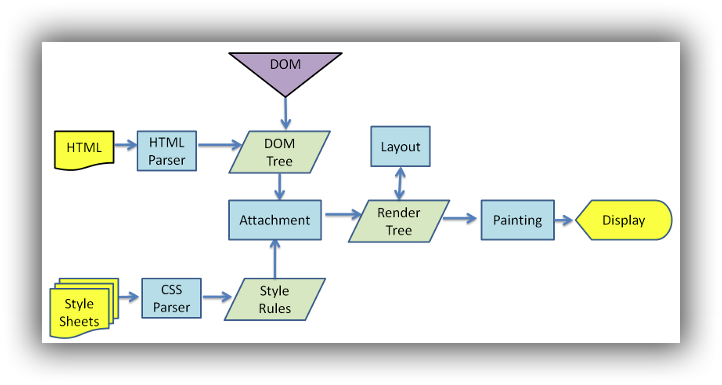 DOM
HTML
HTML
Parser
DOM
Tree
Layout
Attachment
Render
Tree
Painting
Display
Style
Sheets
CSS
Parser
Style
Rules